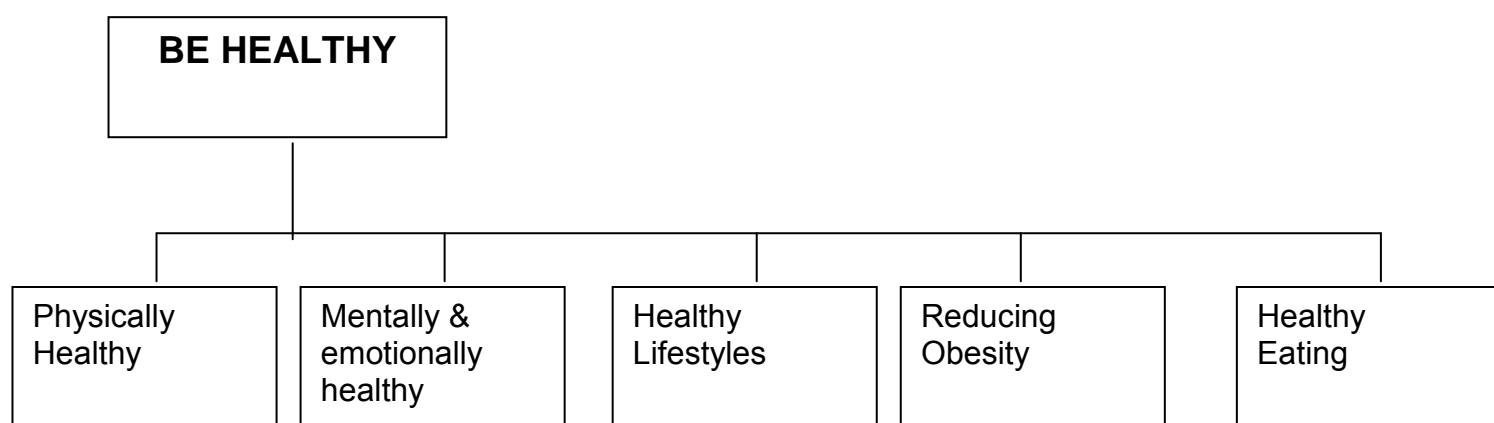 BE HEALTHY
Physically
Healthy
Mentally &
emotionally
healthy
Healthy
Lifestyles
Reducing
Obesity
Healthy
Eating